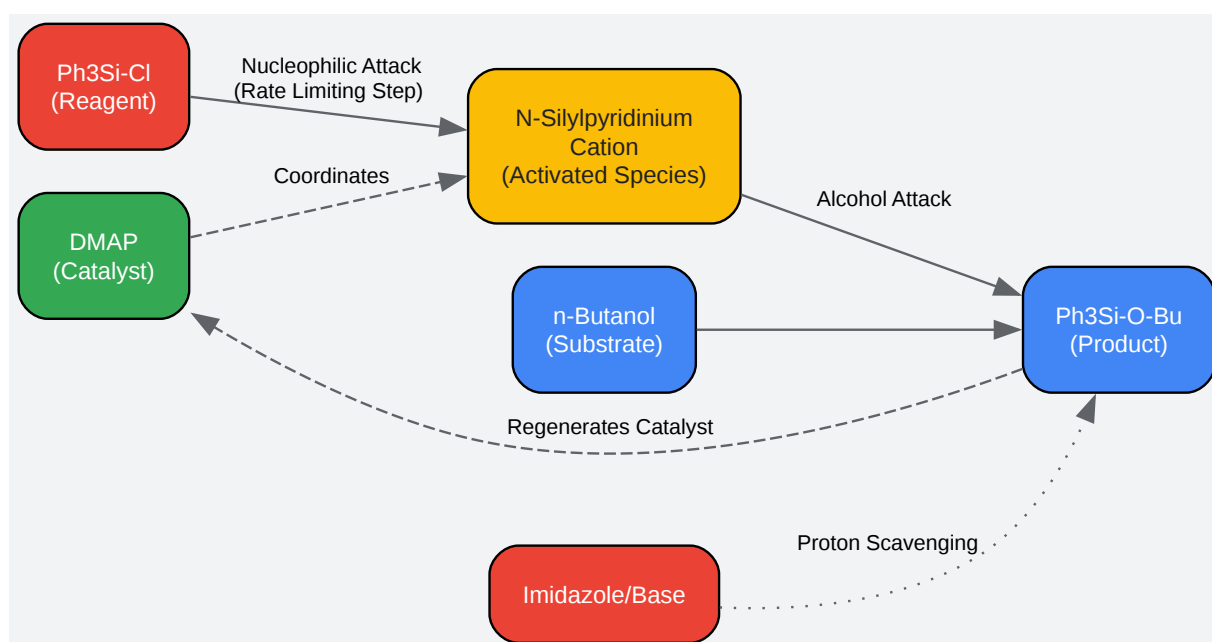 Ph3Si-Cl
(Reagent)
Nucleophilic Attack
(Rate Limiting Step)
N-Silylpyridinium
Cation
(Activated Species)
Coordinates
DMAP
(Catalyst)
Alcohol Attack
n-Butanol
(Substrate)
Ph3Si-O-Bu
(Product)
Regenerates Catalyst
Proton Scavenging
Imidazole/Base